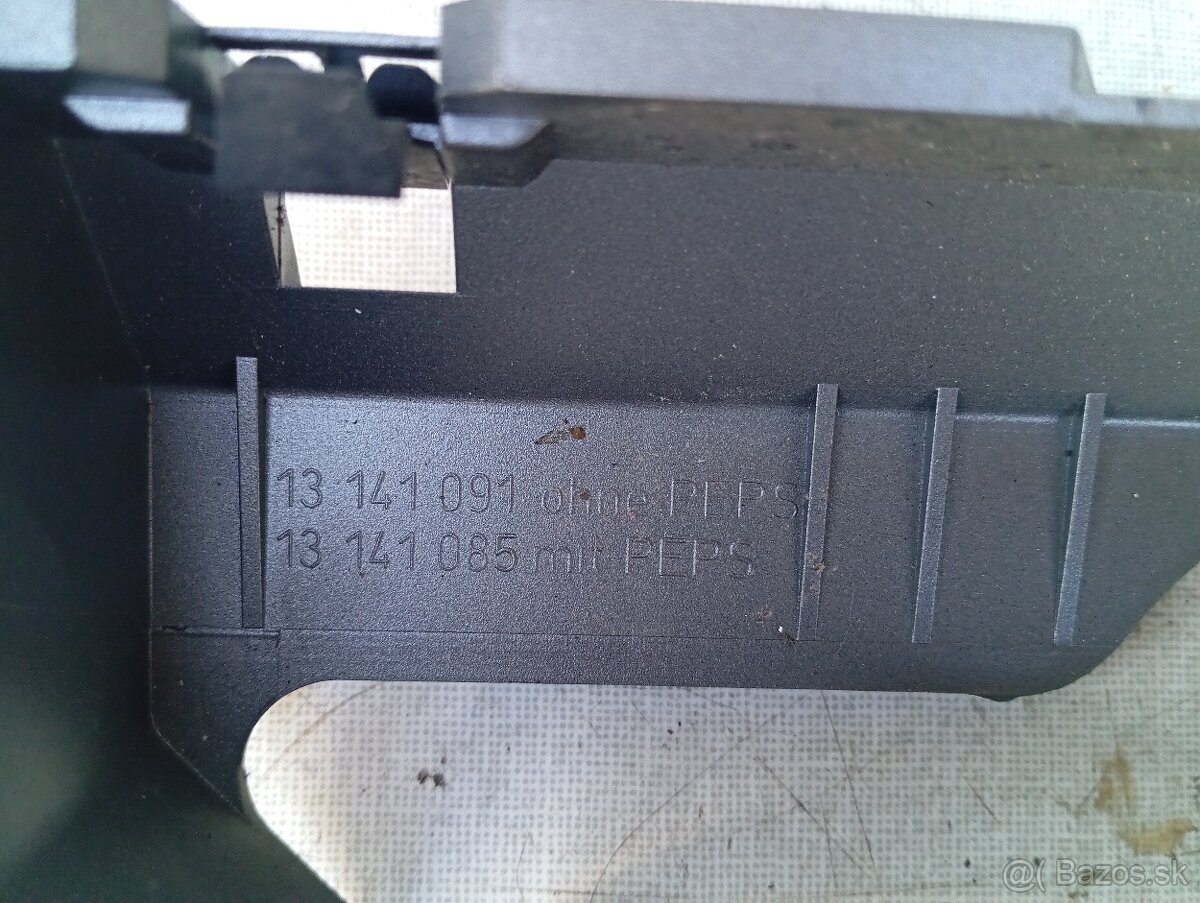 13 141 091 ohne PEPS
13 141 085 mit PEPS
@( Bazos.sk